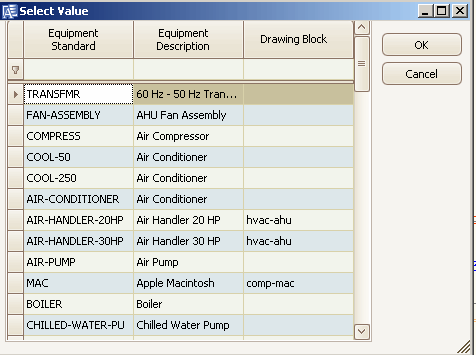 Select Value
Equipment Standard Equipment Description Drawing Block
TRANSFMR 60 Hz - 50 Hz Tran...
FAN-ASSEMBLY AHU Fan Assembly
COMPRESS Air Compressor
COOL-50 Air Conditioner
COOL-250 Air Conditioner
AIR-CONDITIONER Air Conditioner
AIR-HANDLER-20HP Air Handler 20 HP hvac-ahu
AIR-HANDLER-30HP Air Handler 30 HP hvac-ahu
AIR-PUMP Air Pump
MAC Apple Macintosh comp-mac
BOILER Boiler
CHILLED-WATER-PU Chilled Water Pump
OK
Cancel